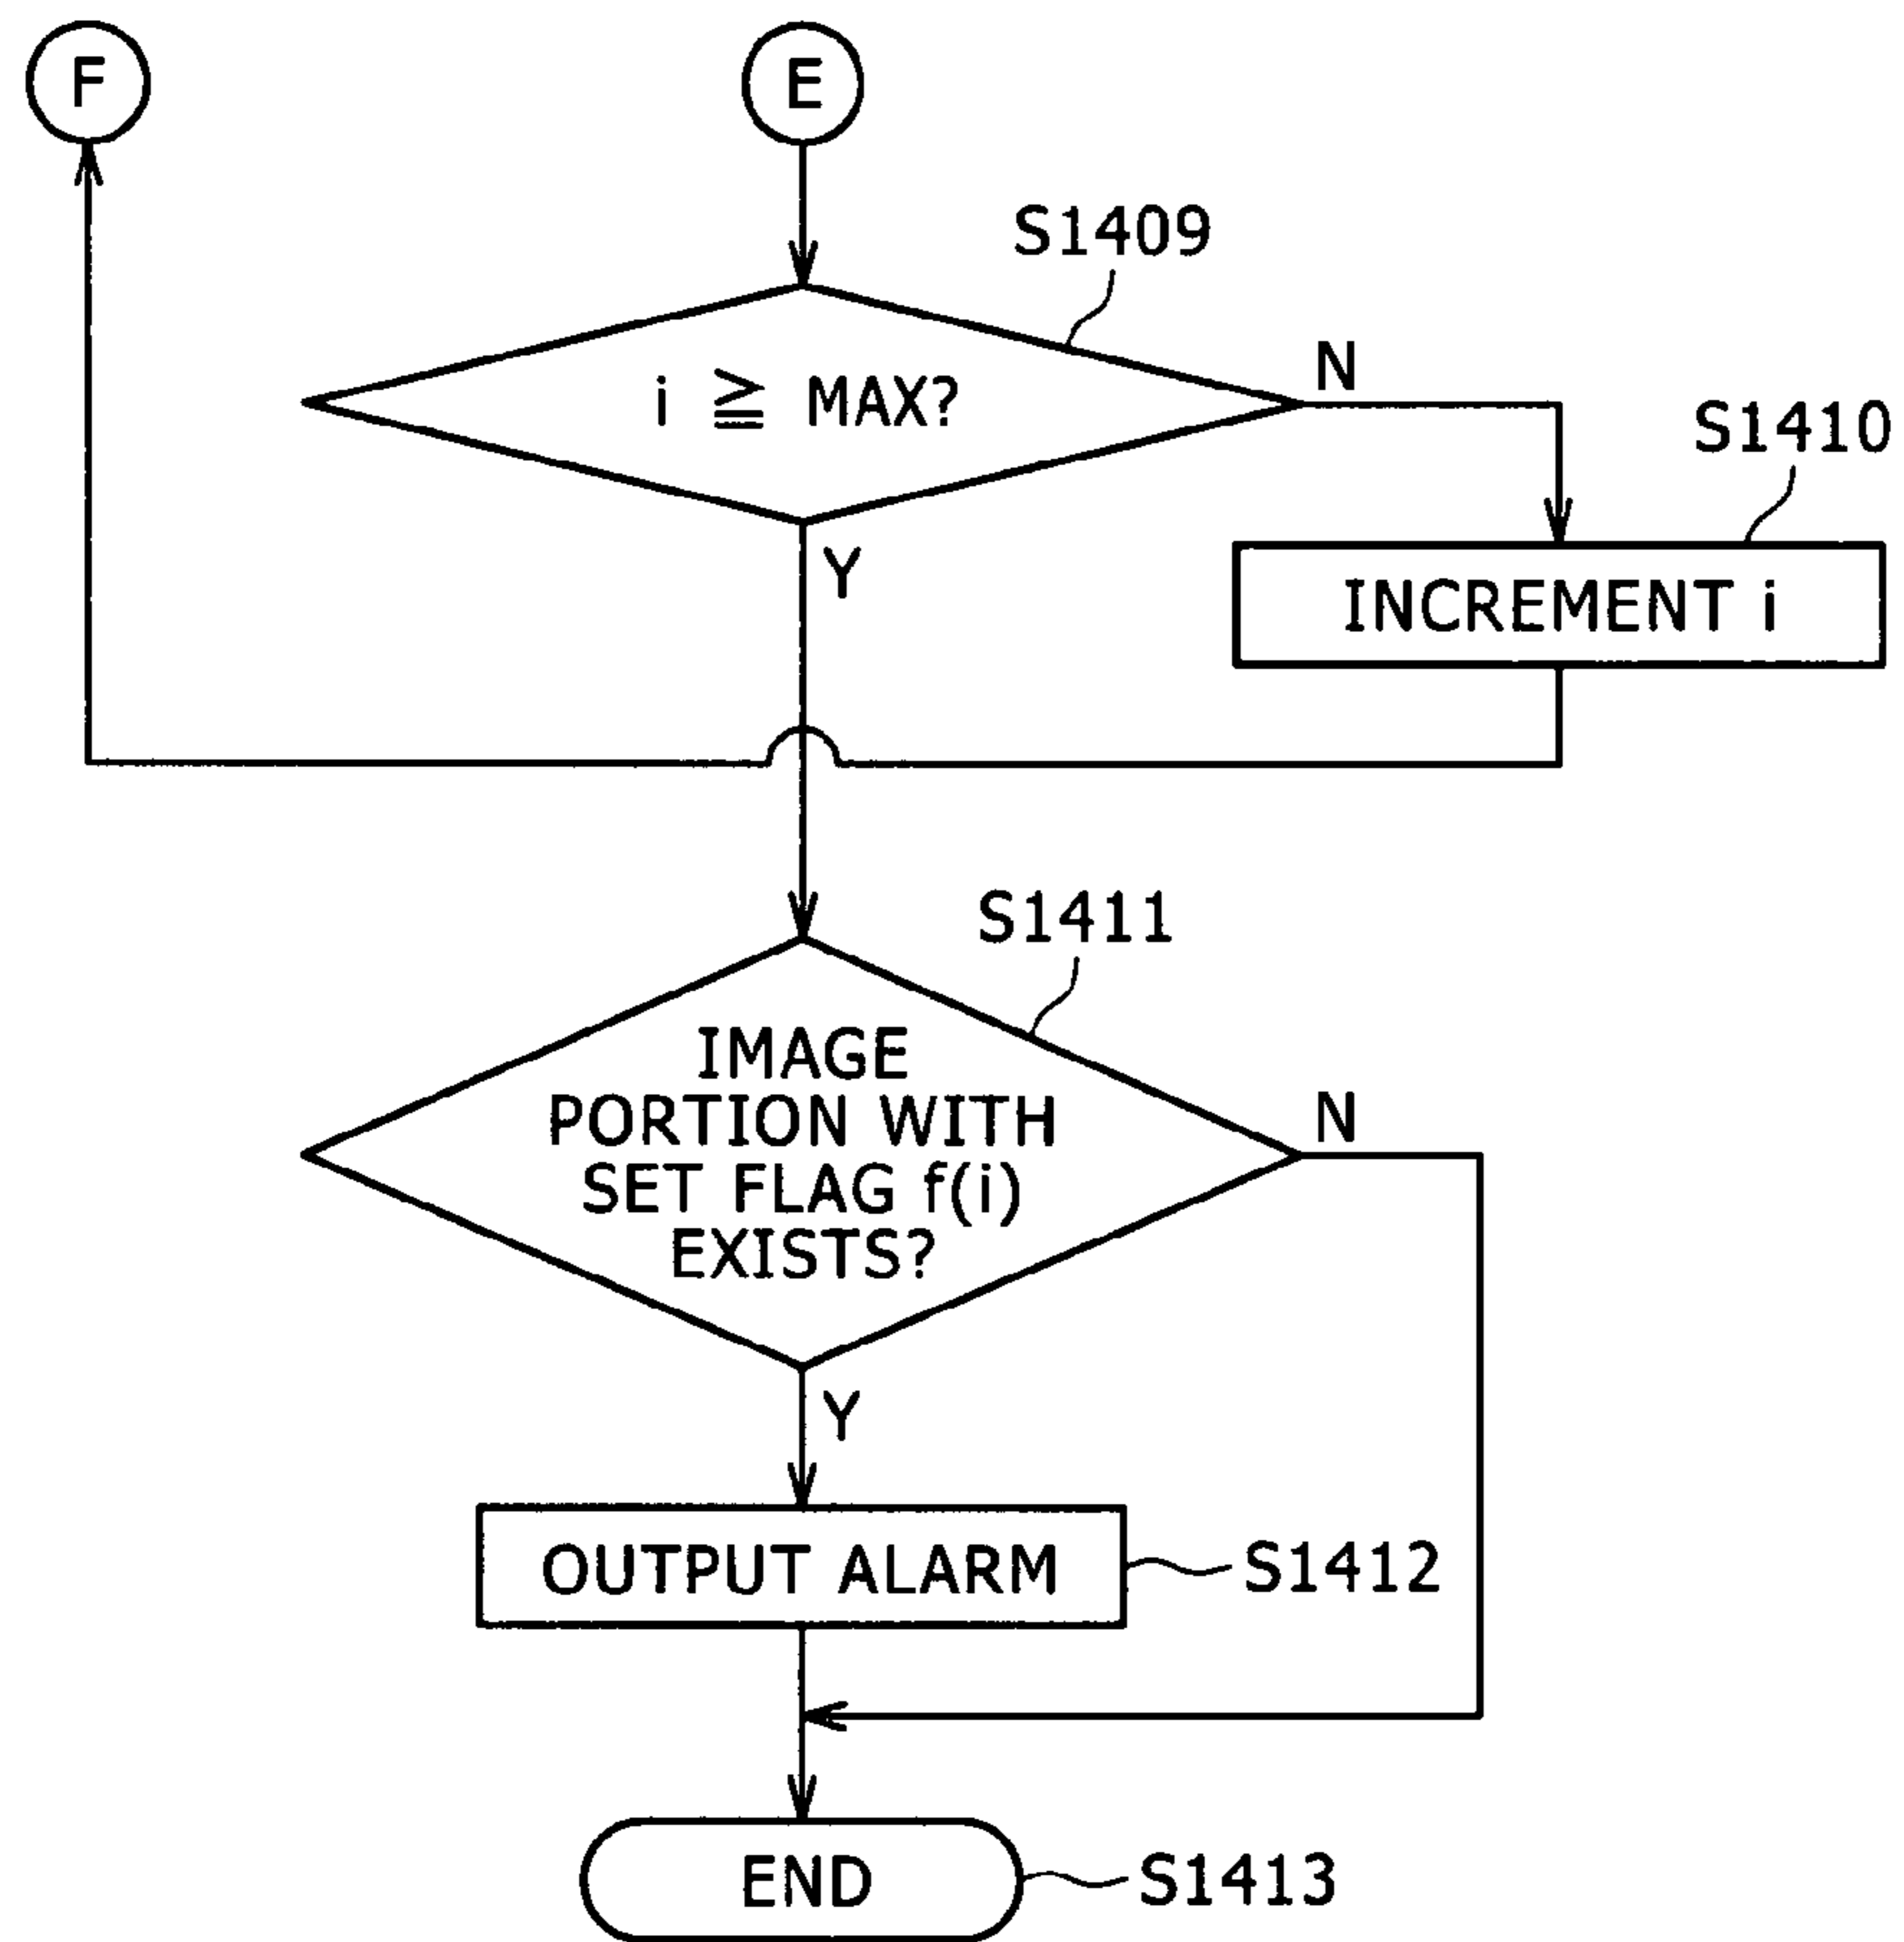 F
E
S1409
i ≧ MAX?
N
S1410
Y
INCREMENT i
S1411
IMAGE
PORTION WITH
SET FLAG f(i)
EXISTS?
N
Y
OUTPUT ALARM
S1412
END
S1413